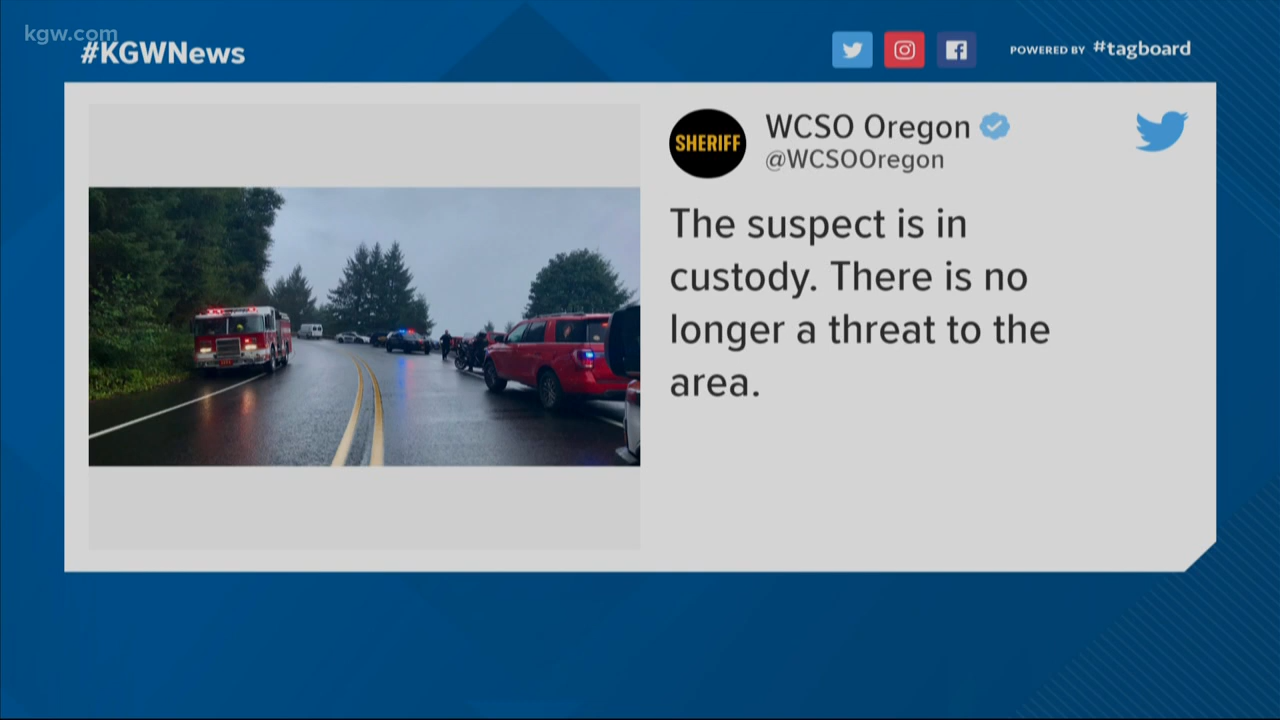 kgw.com
#KGWNews
POWERED BY #tagboard
SHERIFF
WCSO Oregon
@WCSOOregon
The suspect is in
custody. There is no
longer a threat to the
area.